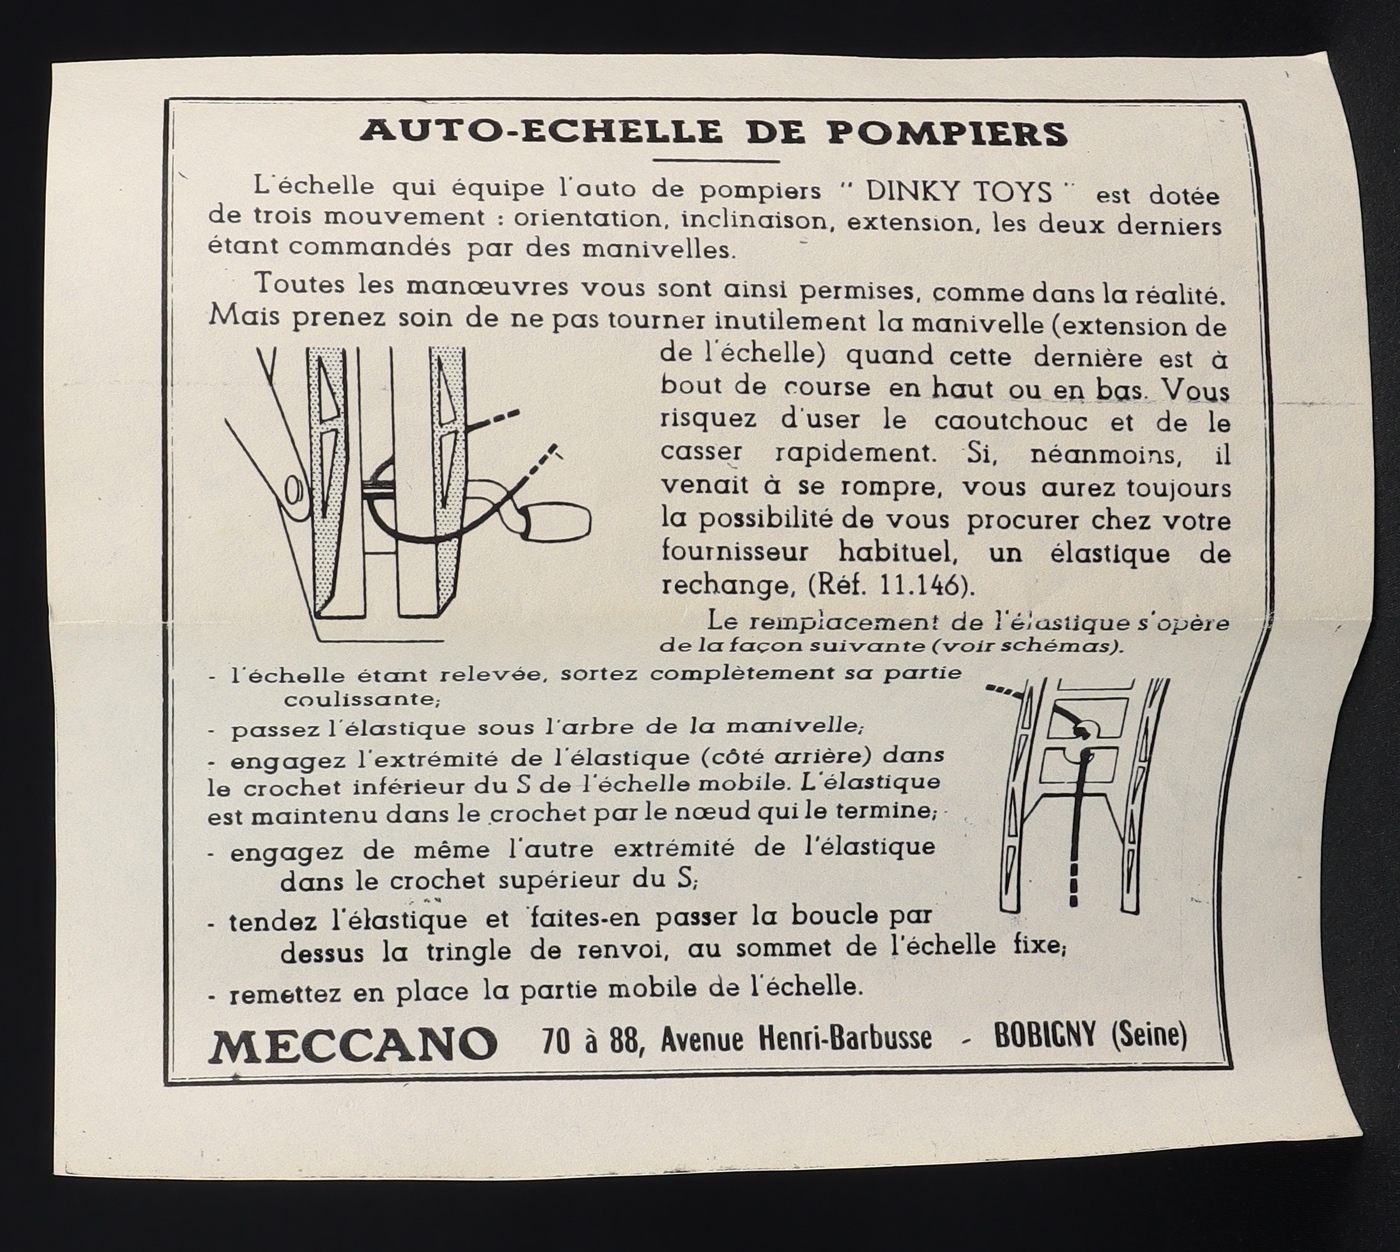 AUTO-ECHELLE DE POMPIERS
L'échelle qui équipe l'auto de pompiers " DINKY TOYS " est dotée
de trois mouvement : orientation, inclinaison, extension, les deux derniers
étant commandés par des manivelles.
Toutes les manœuvres vous sont ainsi permises, comme dans la réalité.
Mais prenez soin de ne pas tourner inutilement la manivelle (extension de
de l'échelle) quand cette dernière est à
bout de course en haut ou en bas. Vous
risquez d'user le caoutchouc et de le
casser rapidement. Si, néanmoins, il
venait à se rompre, vous aurez toujours
la possibilité de vous procurer chez votre
fournisseur habituel, un élastique de
rechange, (Réf. 11.146).
Le remplacement de l'élastique s'opère
de la façon suivante (voir schémas).
- l'échelle étant relevée, sortez complètement sa partie
coulissante;
- passez l'élastique sous l'arbre de la manivelle;
- engagez l'extrémité de l'élastique (côté arrière) dans
le crochet inférieur du S de l'échelle mobile. L'élastique
est maintenu dans le crochet par le nœud qui le termine;
- engagez de même l'autre extrémité de l'élastique
dans le crochet supérieur du S;
- tendez l'élastique et faites-en passer la boucle par
dessus la tringle de renvoi, au sommet de l'échelle fixe;
- remettez en place la partie mobile de l'échelle.
MECCANO 70 à 88, Avenue Henri-Barbusse - BOBIGNY (Seine)